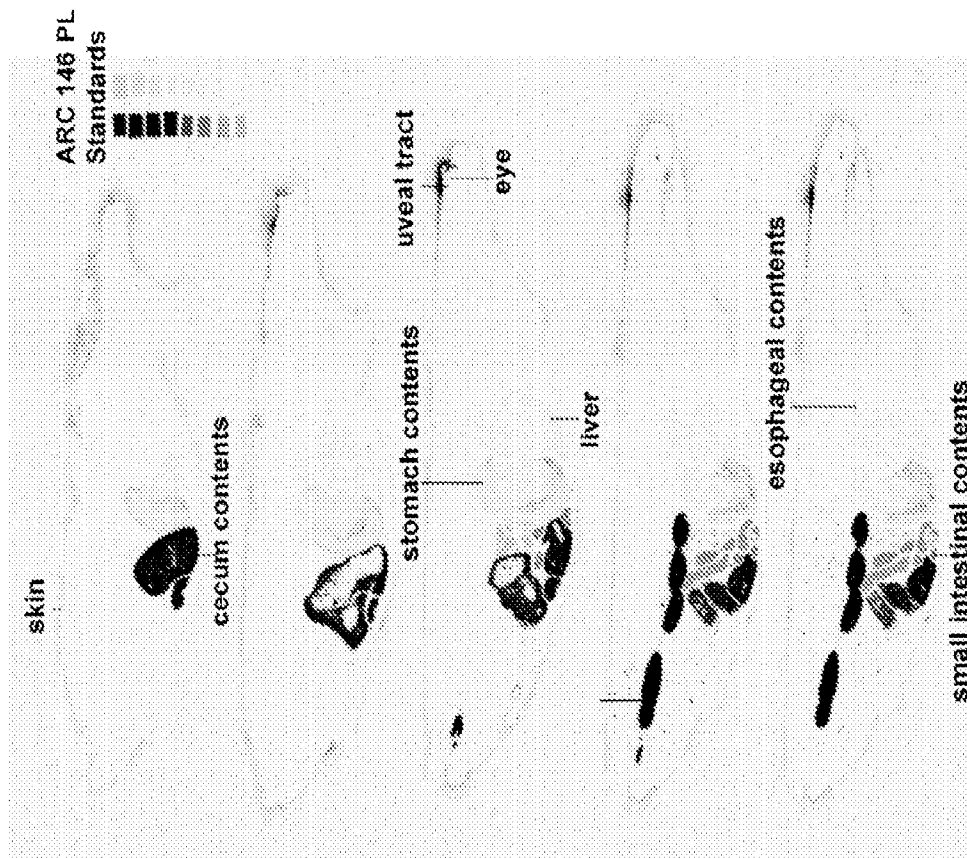 ARC 146 PL
Standards
skin
cecum contents
uveal tract
eye
stomach contents
liver
esophageal contents
small intestinal contents